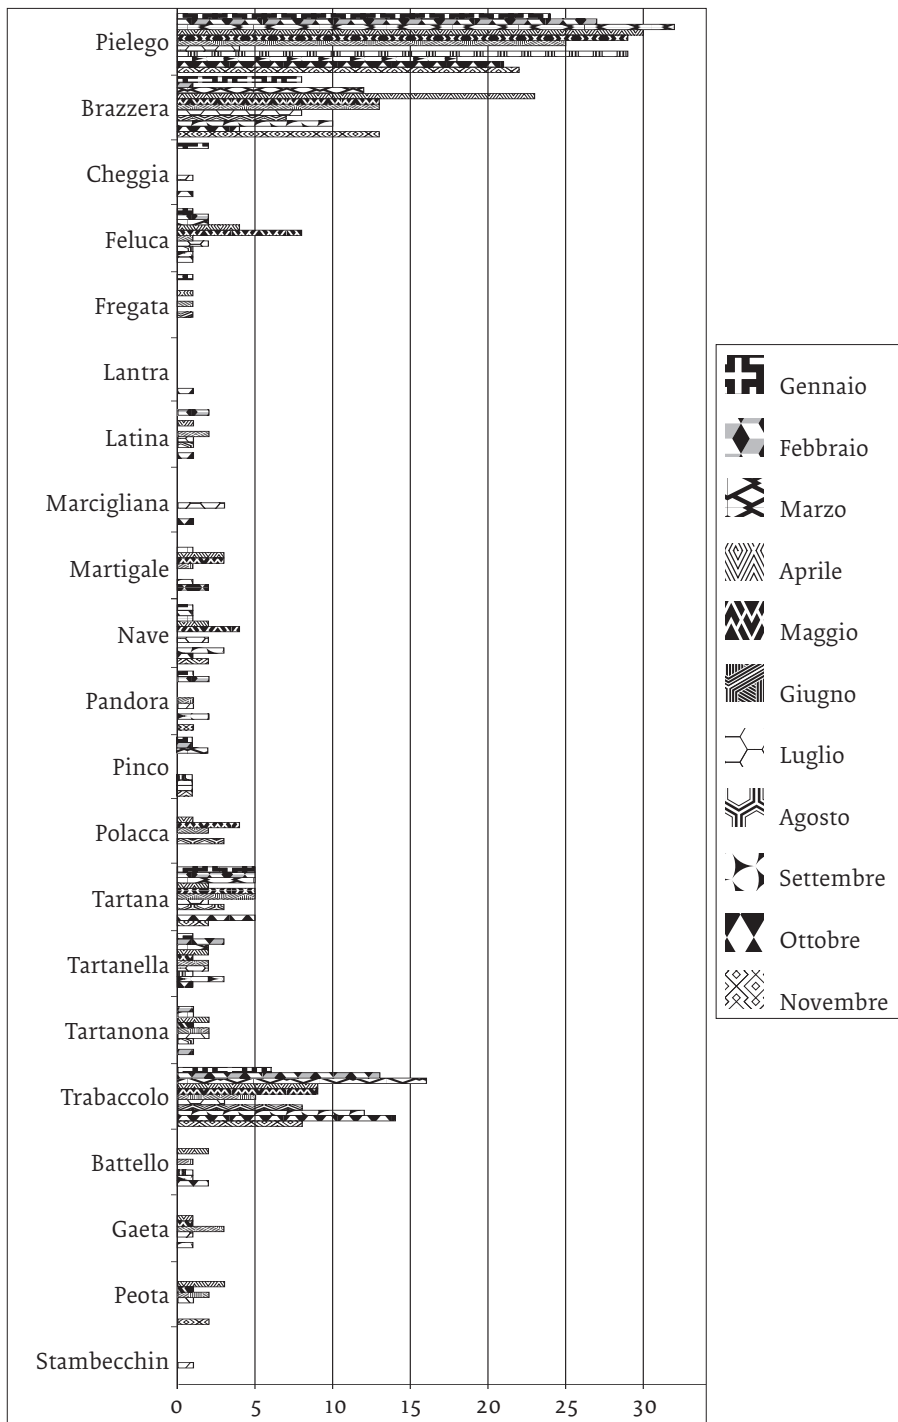 Pielego
Brazzera
Cheggia
Feluca
Fregata
Lantra
Latina
Marcigliana
Martigale
Nave
Pandora
Pinco
Polacca
Tartana
Tartanella
Tartanona
Trabaccolo
Battello
Gaeta
Peota
Stambecchin
0 5 10 15 20 25 30
Gennaio
Febbraio
Marzo
Aprile
Maggio
Giugno
Luglio
Agosto
Settembre
Ottobre
Novembre